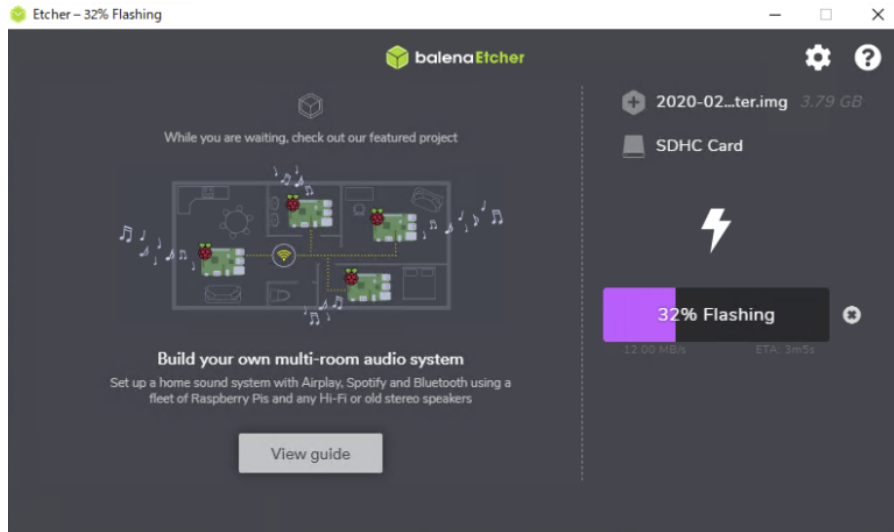 Etcher – 32% Flashing
balenaEtcher
While you are waiting, check out our featured project
Build your own multi-room audio system
Set up a home sound system with Airplay, Spotify and Bluetooth using a
fleet of Raspberry Pis and any Hi-Fi or old stereo speakers
View guide
2020-02...ter.img 3.79 GB
SDHC Card
32% Flashing
12.00 MB/s ETA: 3m5s